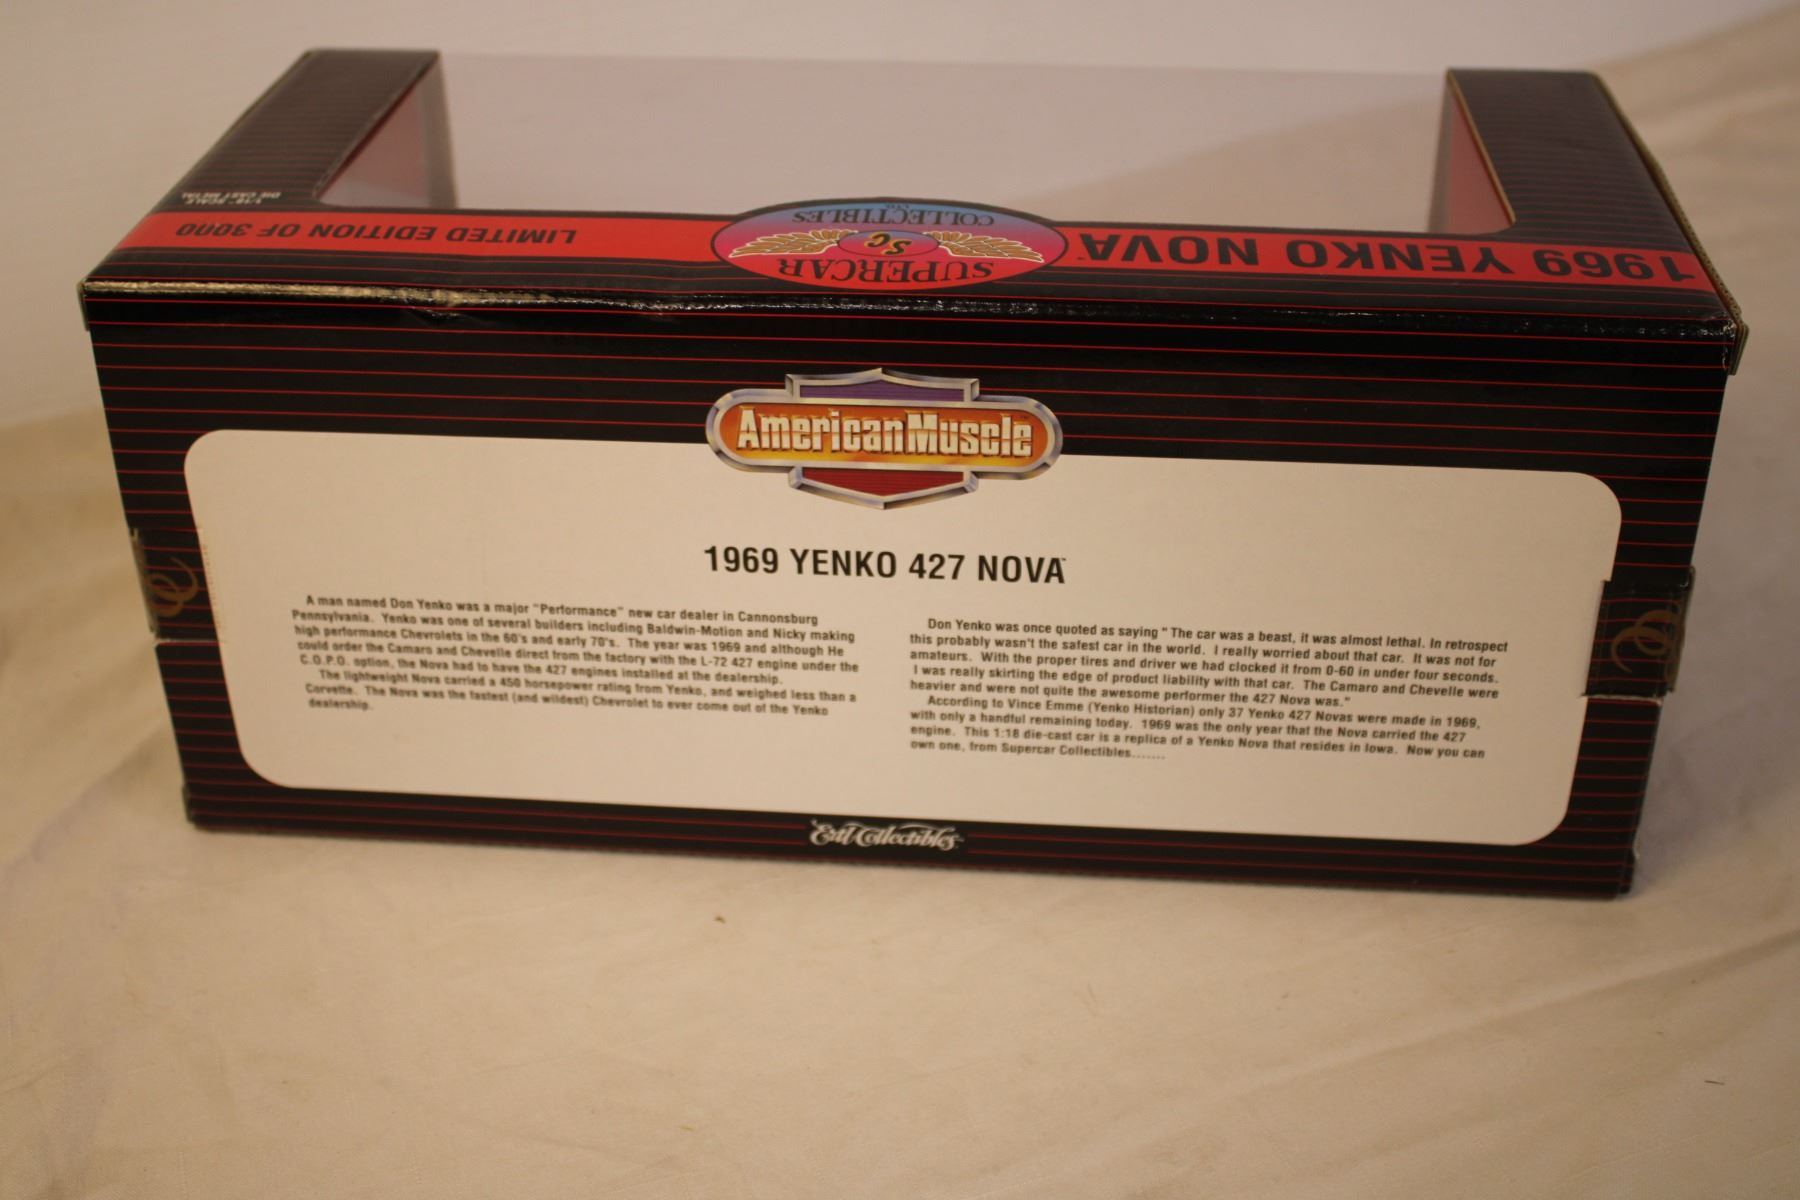 1/18" SCALE
DIE CAST METAL
1969 YENKO NOVA™
SUPERCAR
SC
COLLECTIBLES
LTD.
LIMITED EDITION OF 3000
AmericanMuscle
1969 YENKO 427 NOVA™
A man named Don Yenko was a major "Performance" new car dealer in Cannonsburg
Pennsylvania. Yenko was one of several builders including Baldwin-Motion and Nicky making
high performance Chevrolets in the 60's and early 70's. The year was 1969 and although He
could order the Camaro and Chevelle direct from the factory with the L-72 427 engine under the
C.O.P.O. option, the Nova had to have the 427 engines installed at the dealership.
The lightweight Nova carried a 450 horsepower rating from Yenko, and weighed less than a
Corvette. The Nova was the fastest (and wildest) Chevrolet to ever come out of the Yenko
dealership.
Don Yenko was once quoted as saying " The car was a beast, it was almost lethal. In retrospect
this probably wasn't the safest car in the world. I really worried about that car. It was not for
amateurs. With the proper tires and driver we had clocked it from 0-60 in under four seconds.
I was really skirting the edge of product liability with that car. The Camaro and Chevelle were
heavier and were not quite the awesome performer the 427 Nova was."
According to Vince Emme (Yenko Historian) only 37 Yenko 427 Novas were made in 1969,
with only a handful remaining today. 1969 was the only year that the Nova carried the 427
engine. This 1:18 die-cast car is a replica of a Yenko Nova that resides in Iowa. Now you can
own one, from Supercar Collectibles.......
Ertl Collectibles